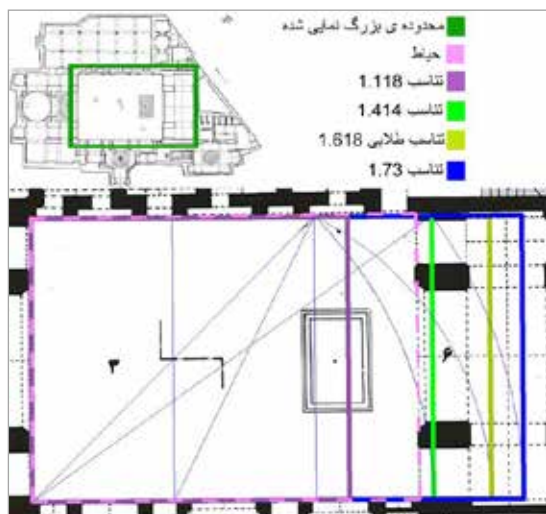 محدوده ی بزرگ نمایی شده
حیاط
تناسب 1.118
تناسب 1.414
تناسب طلایی 1.618
تناسب 1.73
۳
۶